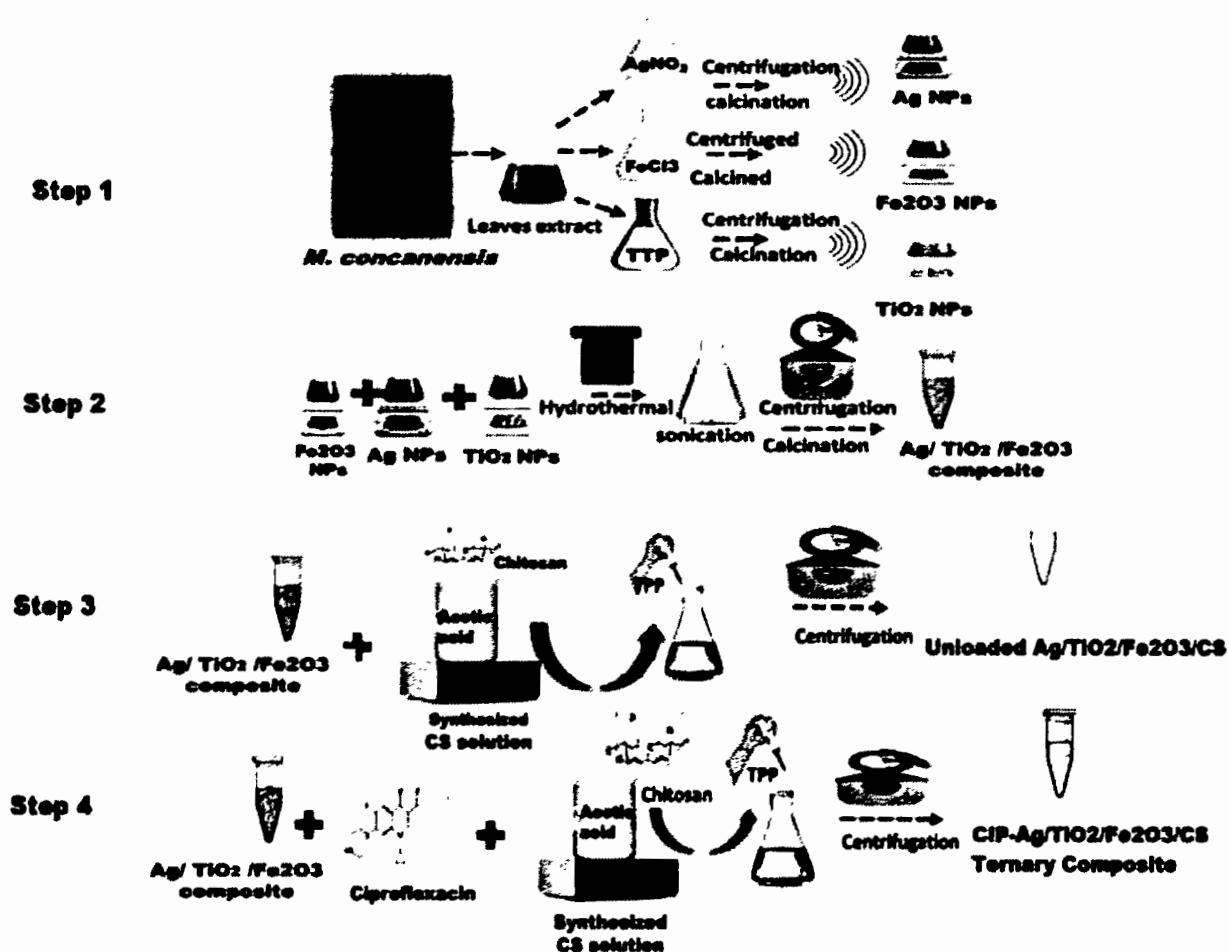 AgNO₃ Centrifugation
calcination
Ag NPs
Step 1
FeCl3 Centrifuged
Calcined
Fe2O3 NPs
Leaves extract
TTP Centrifugation
Calcination
M. concanensis
TiO₂ NPs
Step 2
Hydrothermal
sonication
Centrifugation
Calcination
Fe2O3
NPs
Ag NPs
TiO₂ NPs
Ag/ TiO₂ /Fe2O3
composite
Step 3
Chitosan
Acetic
acid
TPP
Centrifugation
Unloaded Ag/TiO2/Fe2O3/CS
Ag/ TiO₂ /Fe2O3
composite
Synthesized
CS solution
Step 4
Chitosan
Acetic
acid
TPP
Centrifugation
CIP-Ag/TiO2/Fe2O3/CS
Ternary Composite
Ag/ TiO₂ /Fe2O3
composite
Ciprofloxacin
Synthesized
CS solution